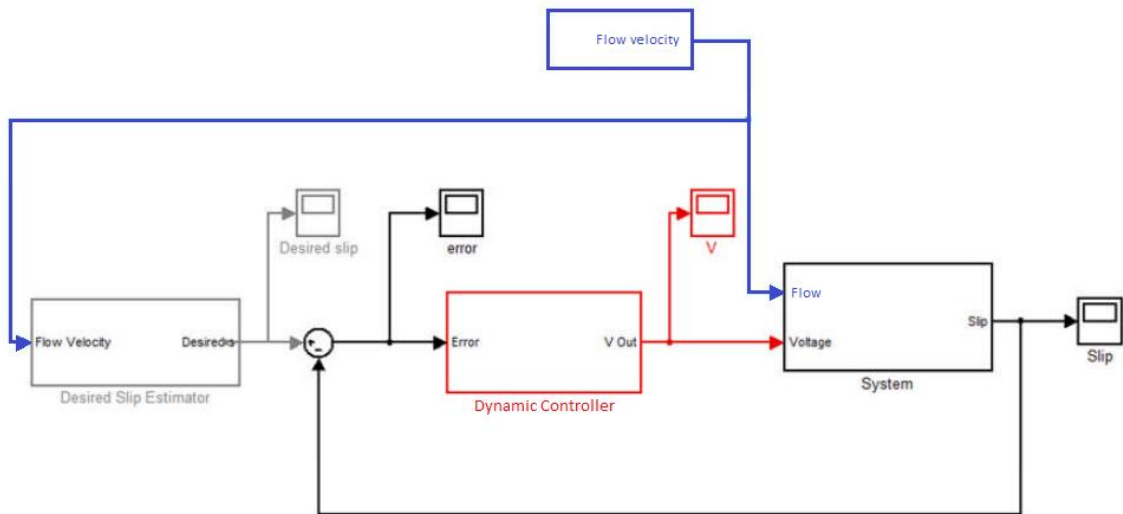 Flow velocity
Desired slip
error
V
Flow
Flow Velocity
Error
V Out
Voltage
Slip
Slip
Desired Slip Estimator
Dynamic Controller
System